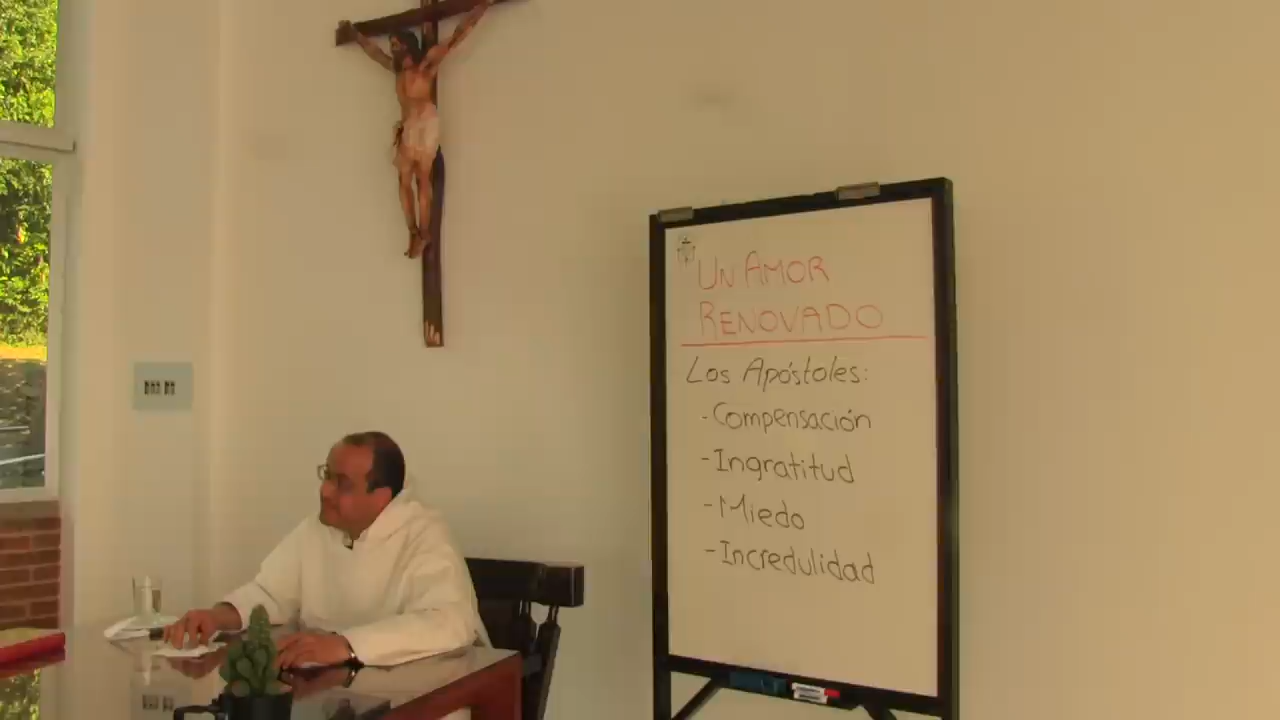 UN AMOR
RENOVADO
Los Apóstoles:
-Compensación
-Ingratitud
-Miedo
-Incredulidad